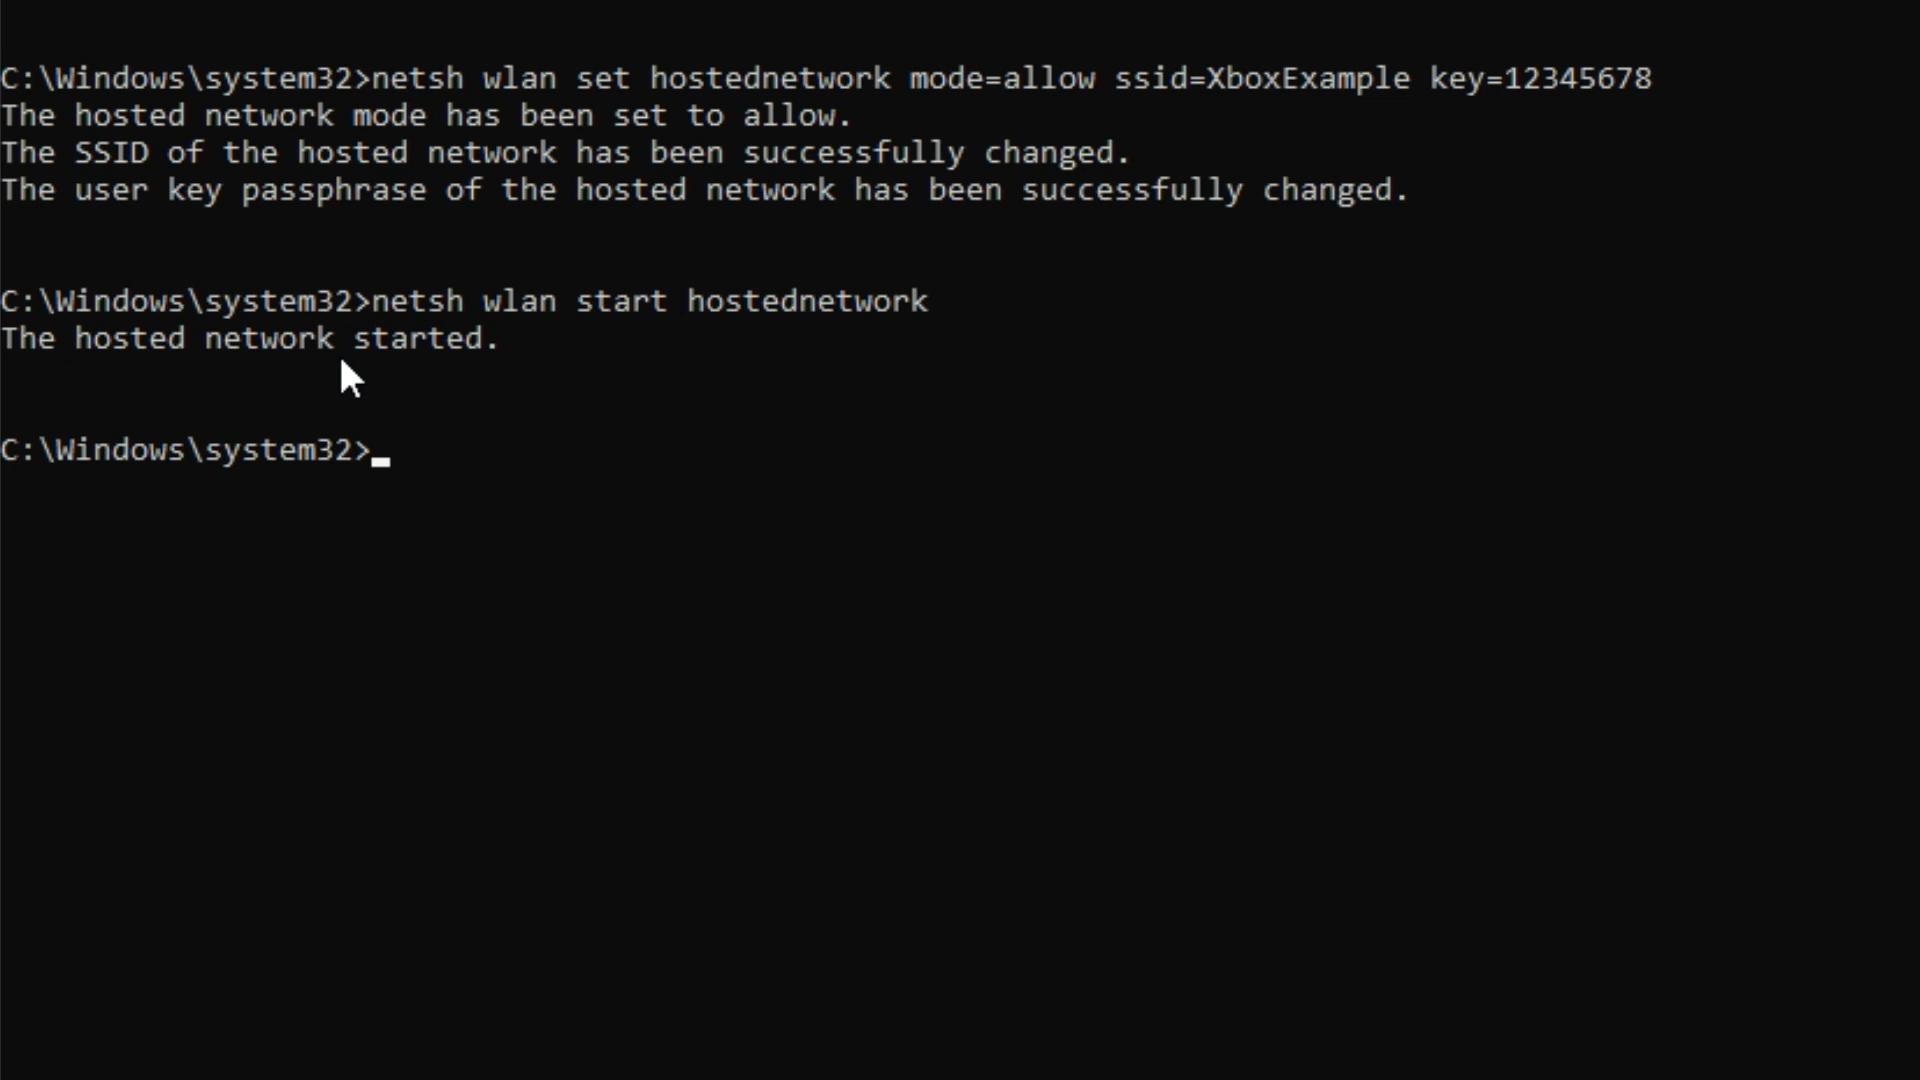 C:\Windows\system32>netsh wlan set hostednetwork mode=allow ssid=XboxExample key=12345678
The hosted network mode has been set to allow.
The SSID of the hosted network has been successfully changed.
The user key passphrase of the hosted network has been successfully changed.
C:\Windows\system32>netsh wlan start hostednetwork
The hosted network started.
C:\Windows\system32>